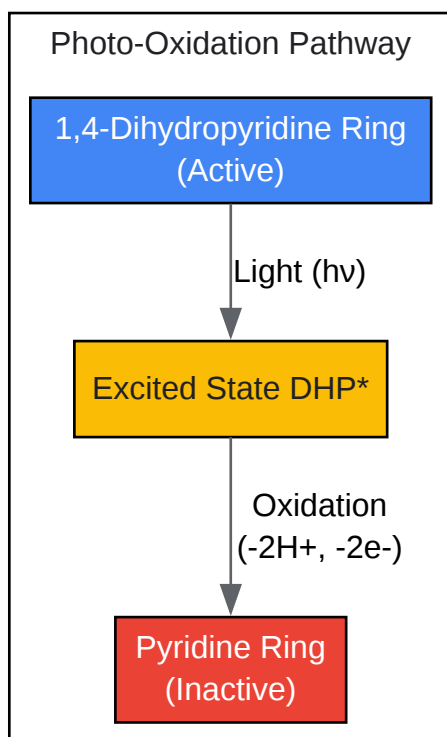 Photo-Oxidation Pathway
1,4-Dihydropyridine Ring
(Active)
Light (hν)
Excited State DHP*
Oxidation
(-2H+, -2e-)
Pyridine Ring
(Inactive)